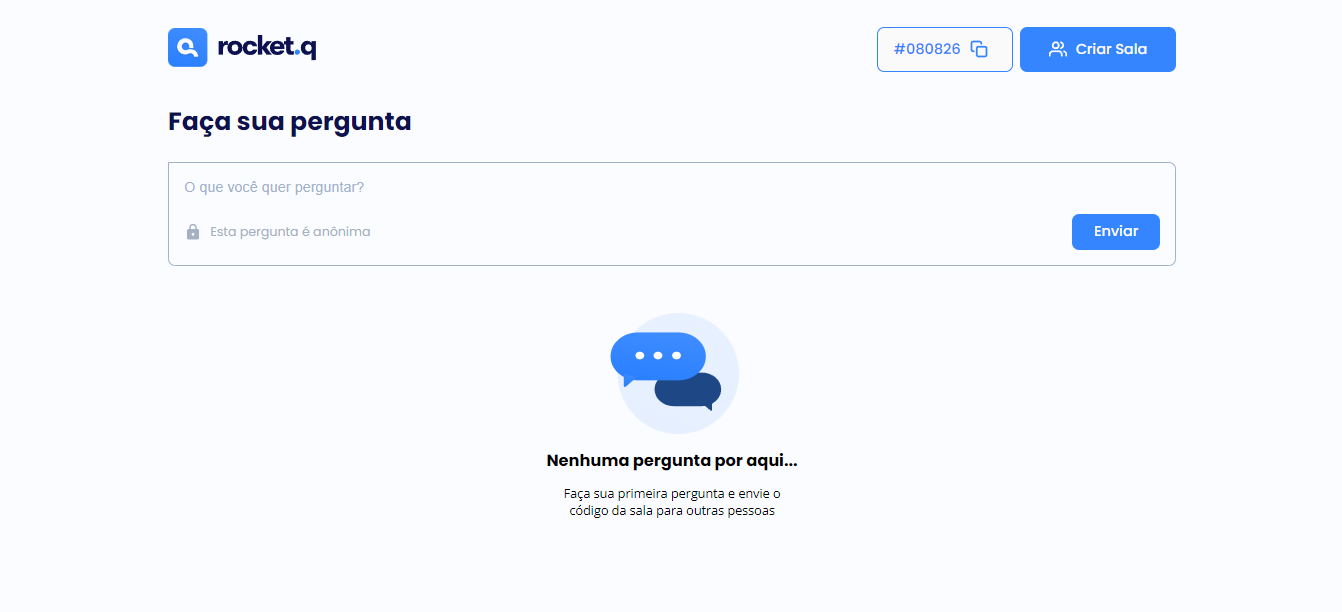 rocket.q
#080826
Criar Sala
Faça sua pergunta
O que você quer perguntar?
Esta pergunta é anônima
Enviar
Nenhuma pergunta por aqui...
Faça sua primeira pergunta e envie o
código da sala para outras pessoas